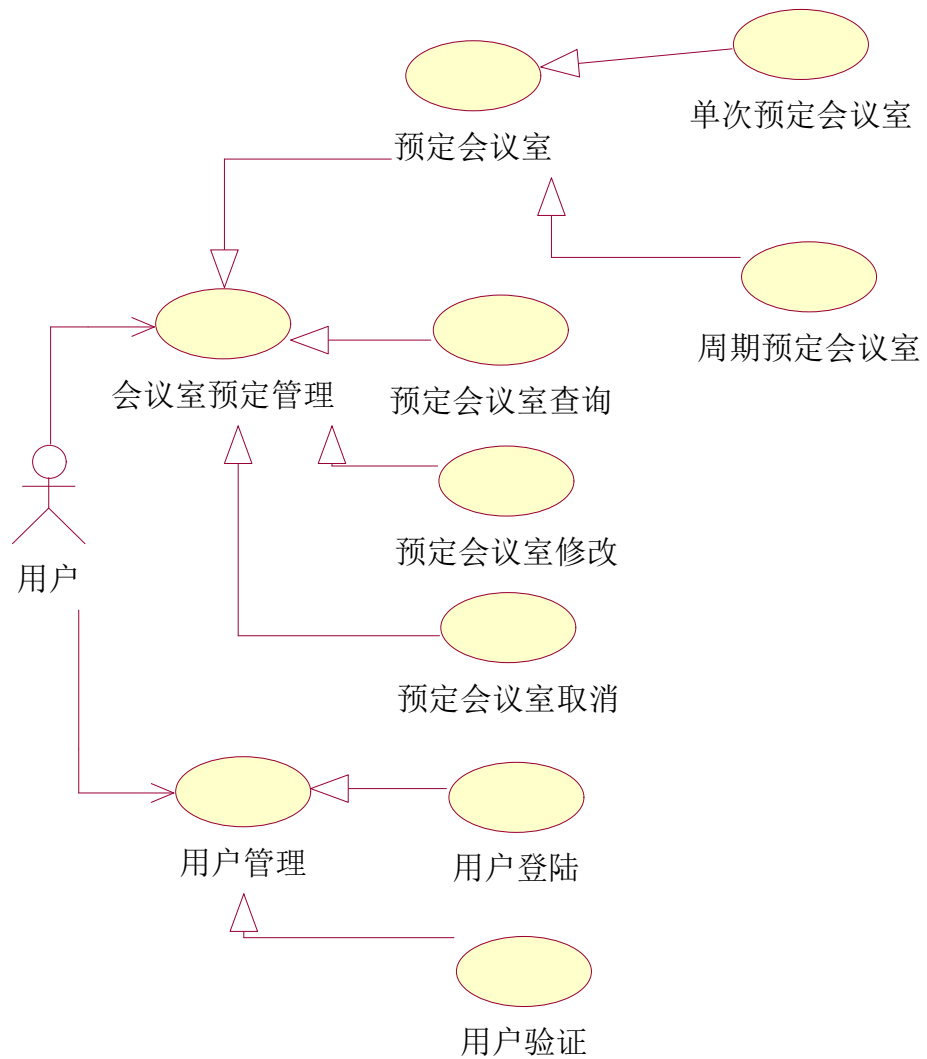 单次预定会议室
预定会议室
周期预定会议室
会议室预定管理
预定会议室查询
预定会议室修改
用户
预定会议室取消
用户管理
用户登陆
用户验证